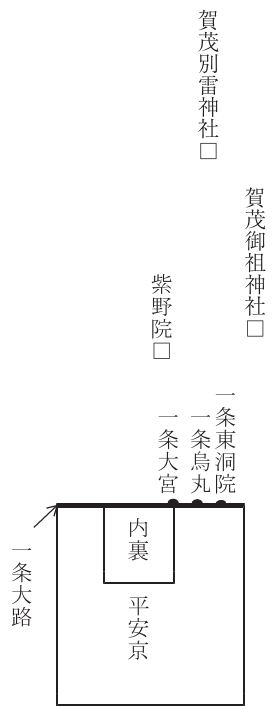 賀茂別雷神社□
賀茂御祖神社□
紫野院□
一条東洞院
一条烏丸
一条大宮
内裏
平安京
一条大路